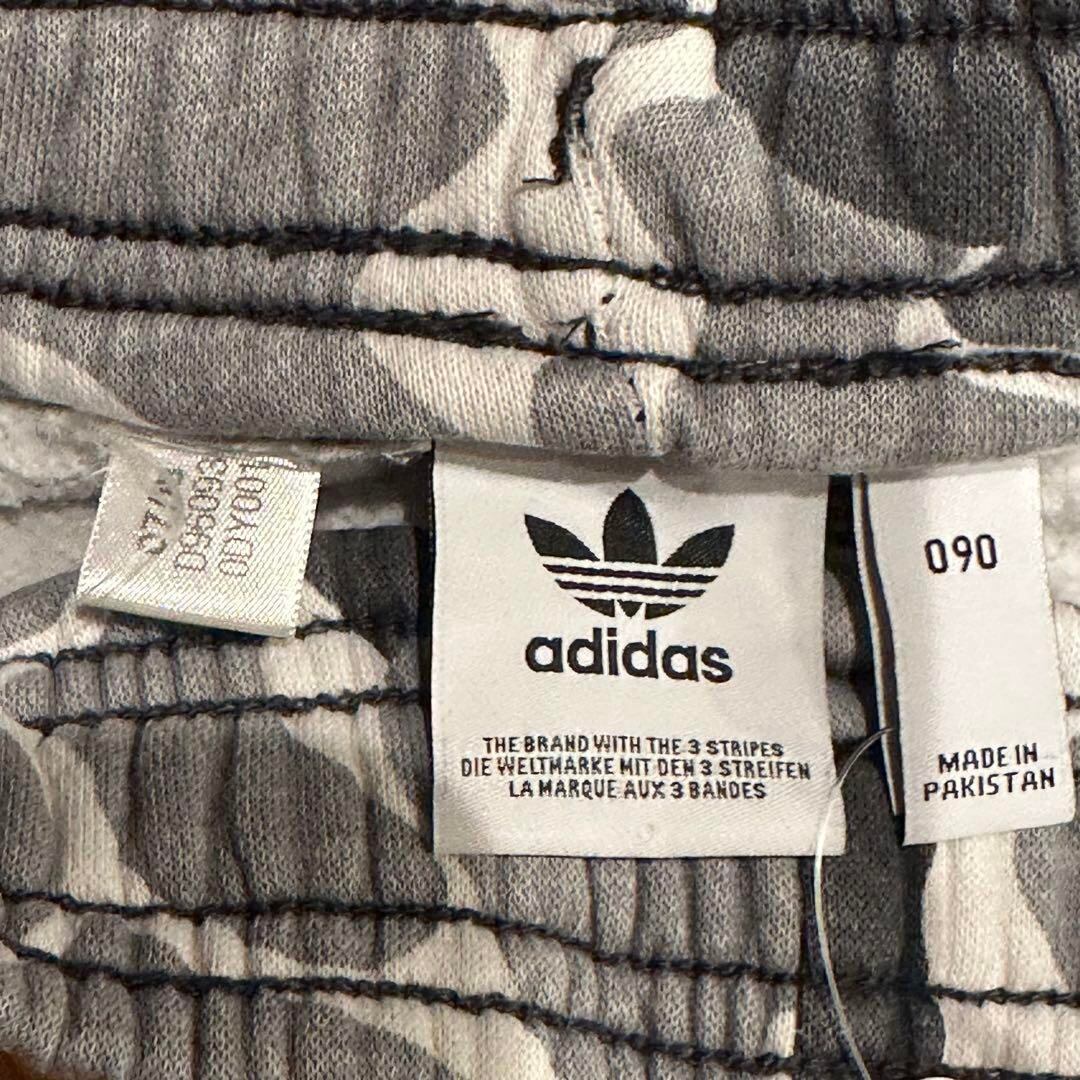 adidas
THE BRAND WITH THE 3 STRIPES
DIE WELTMARKE MIT DEN 3 STREIFEN
LA MARQUE AUX 3 BANDES
090
MADE IN
PAKISTAN